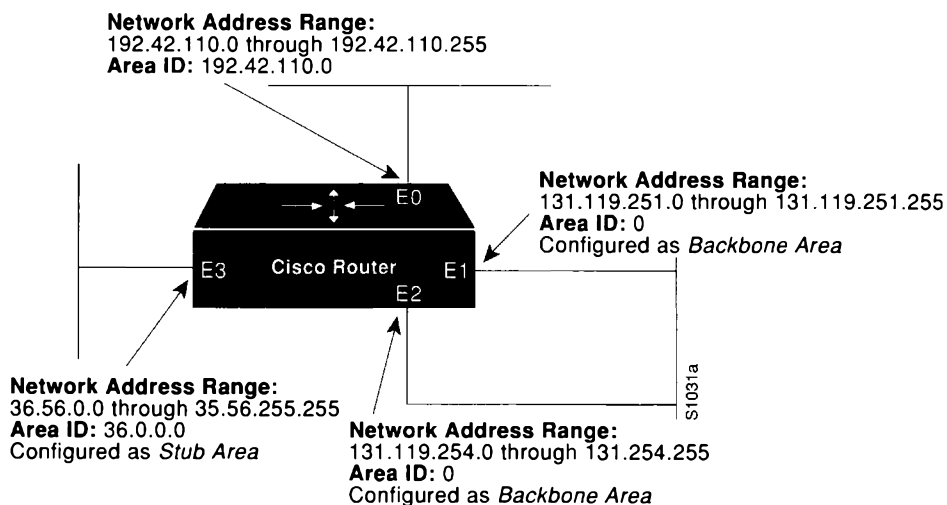 Network Address Range:
192.42.110.0 through 192.42.110.255
Area ID: 192.42.110.0
E0
Network Address Range:
131.119.251.0 through 131.119.251.255
Area ID: 0
Configured as Backbone Area
E3
Cisco Router
E1
E2
S1031a
Network Address Range:
36.56.0.0 through 35.56.255.255
Area ID: 36.0.0.0
Configured as Stub Area
Network Address Range:
131.119.254.0 through 131.254.255
Area ID: 0
Configured as Backbone Area